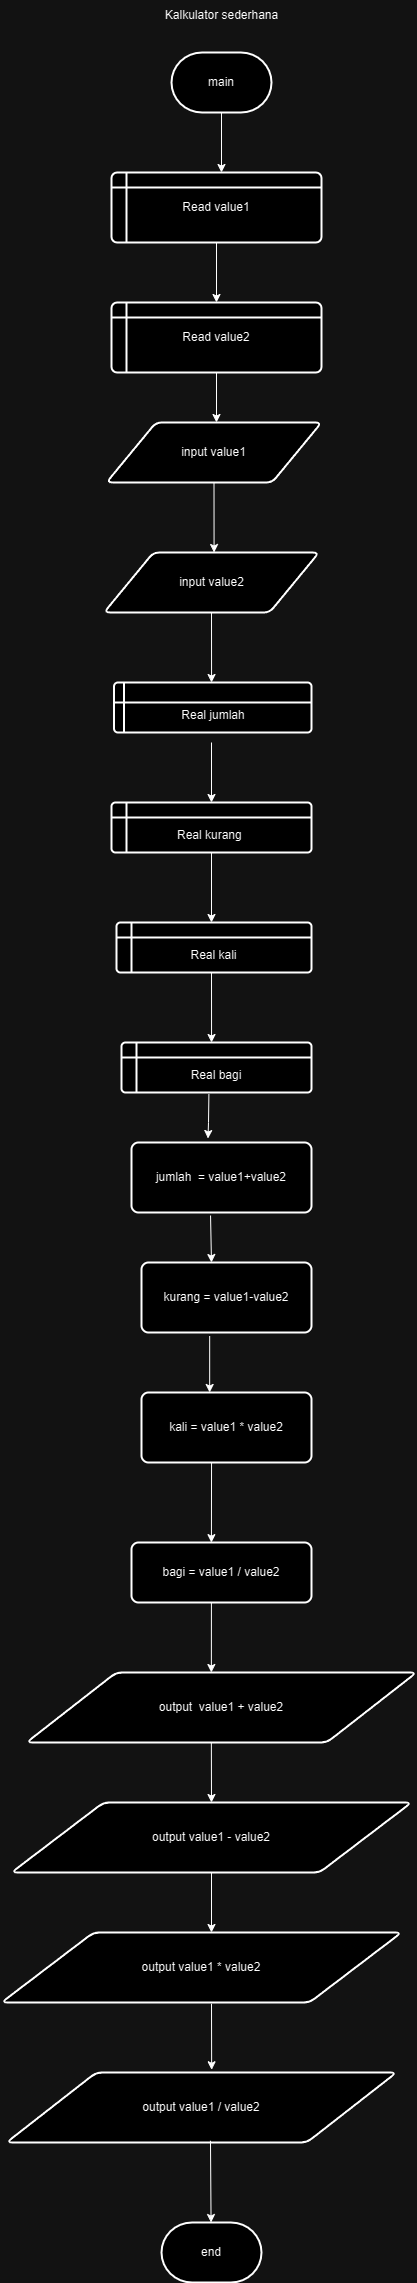 Kalkulator sederhana
main
Read value1
Read value2
input value1
input value2
Real jumlah
Real kurang
Real kali
Real bagi
jumlah  = value1+value2
kurang = value1-value2
kali = value1 * value2
bagi = value1 / value2
output  value1 + value2
output value1 - value2
output value1 * value2
output value1 / value2
end